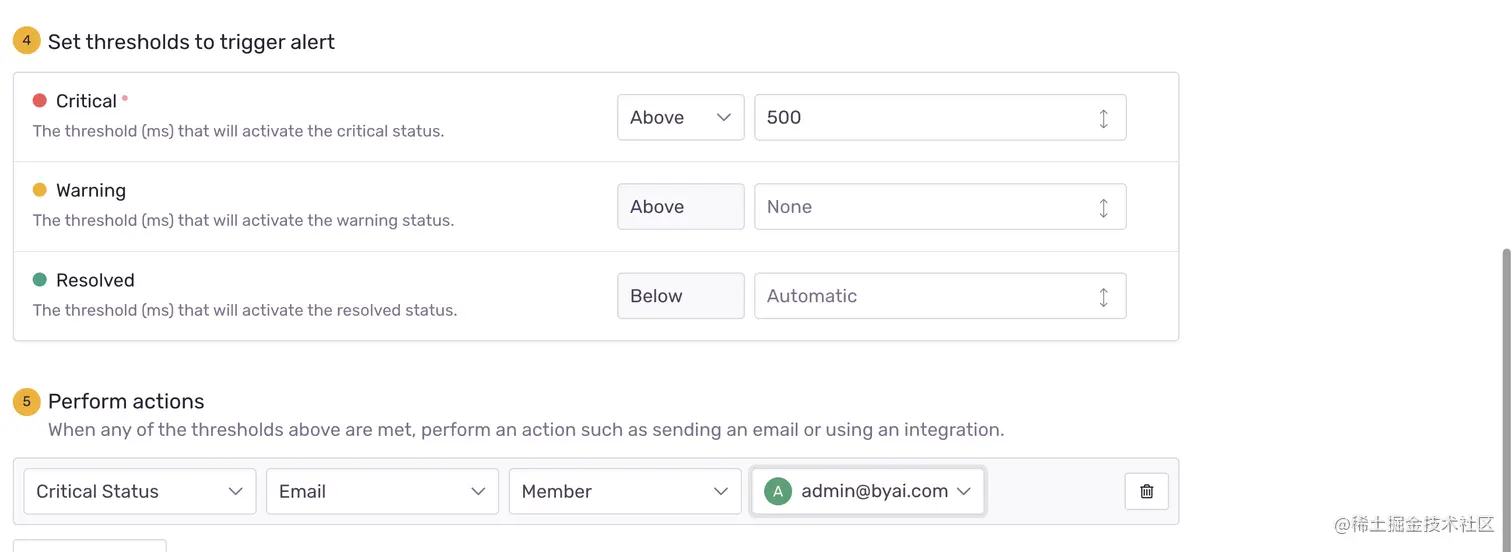 4 Set thresholds to trigger alert
Critical *
Above 500
The threshold (ms) that will activate the critical status.
Warning
Above None
The threshold (ms) that will activate the warning status.
Resolved
Below Automatic
The threshold (ms) that will activate the resolved status.
5 Perform actions
When any of the thresholds above are met, perform an action such as sending an email or using an integration.
Critical Status Email Member A admin@byai.com
@稀土掘金技术社区